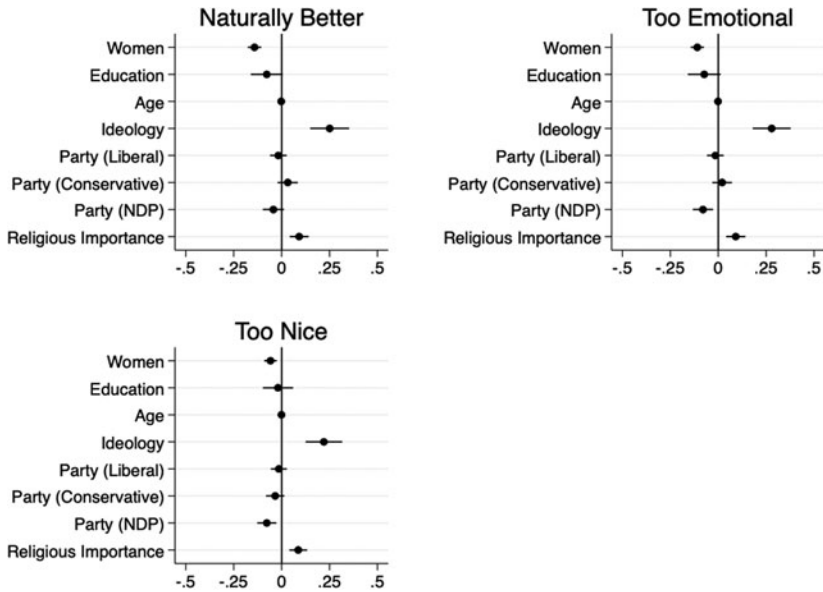 Naturally Better
Women
Education
Age
Ideology
Party (Liberal)
Party (Conservative)
Party (NDP)
Religious Importance
-.5 -.25 0 .25 .5
Too Emotional
Women
Education
Age
Ideology
Party (Liberal)
Party (Conservative)
Party (NDP)
Religious Importance
-.5 -.25 0 .25 .5
Too Nice
Women
Education
Age
Ideology
Party (Liberal)
Party (Conservative)
Party (NDP)
Religious Importance
-.5 -.25 0 .25 .5